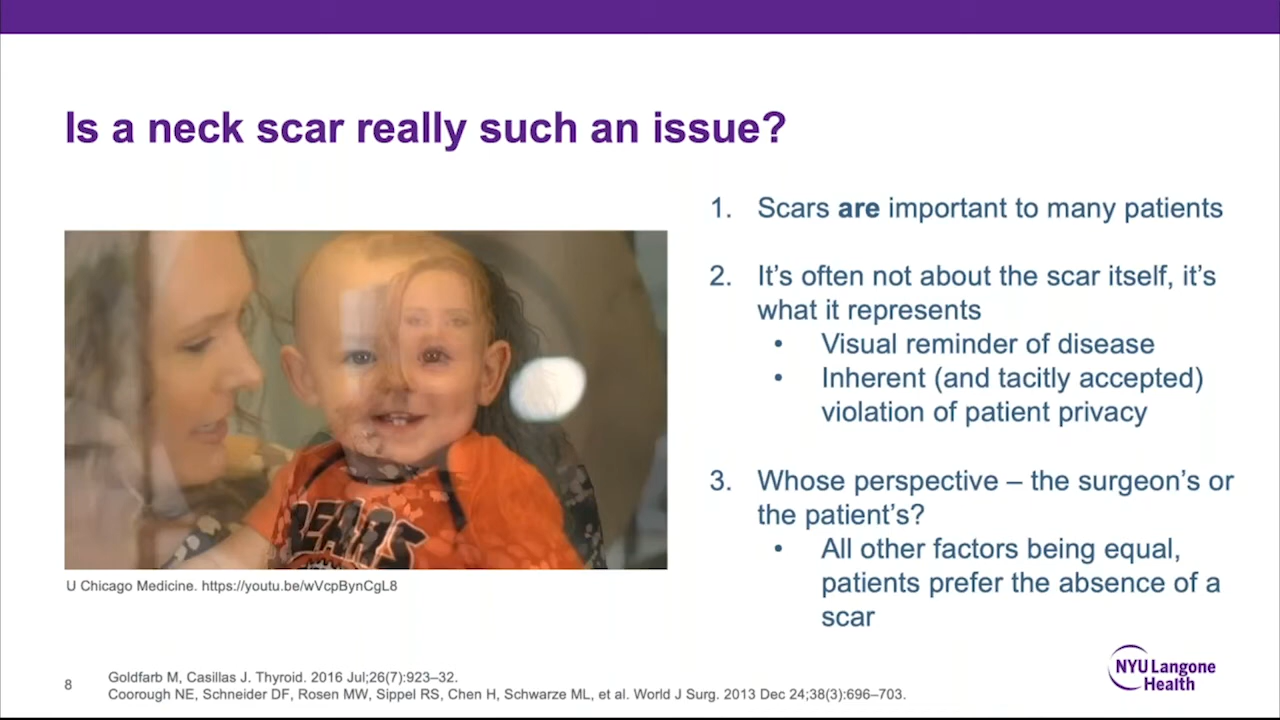 Is a neck scar really such an issue?
1. Scars are important to many patients
2. It's often not about the scar itself, it's
what it represents
• Visual reminder of disease
• Inherent (and tacitly accepted)
violation of patient privacy
3. Whose perspective – the surgeon's or
the patient's?
• All other factors being equal,
patients prefer the absence of a
scar
BEARS
U Chicago Medicine. https://youtu.be/wVcpBynCgL8
8
Goldfarb M, Casillas J. Thyroid. 2016 Jul;26(7):923–32.
Coorough NE, Schneider DF, Rosen MW, Sippel RS, Chen H, Schwarze ML, et al. World J Surg. 2013 Dec 24;38(3):696–703.
NYU Langone
Health